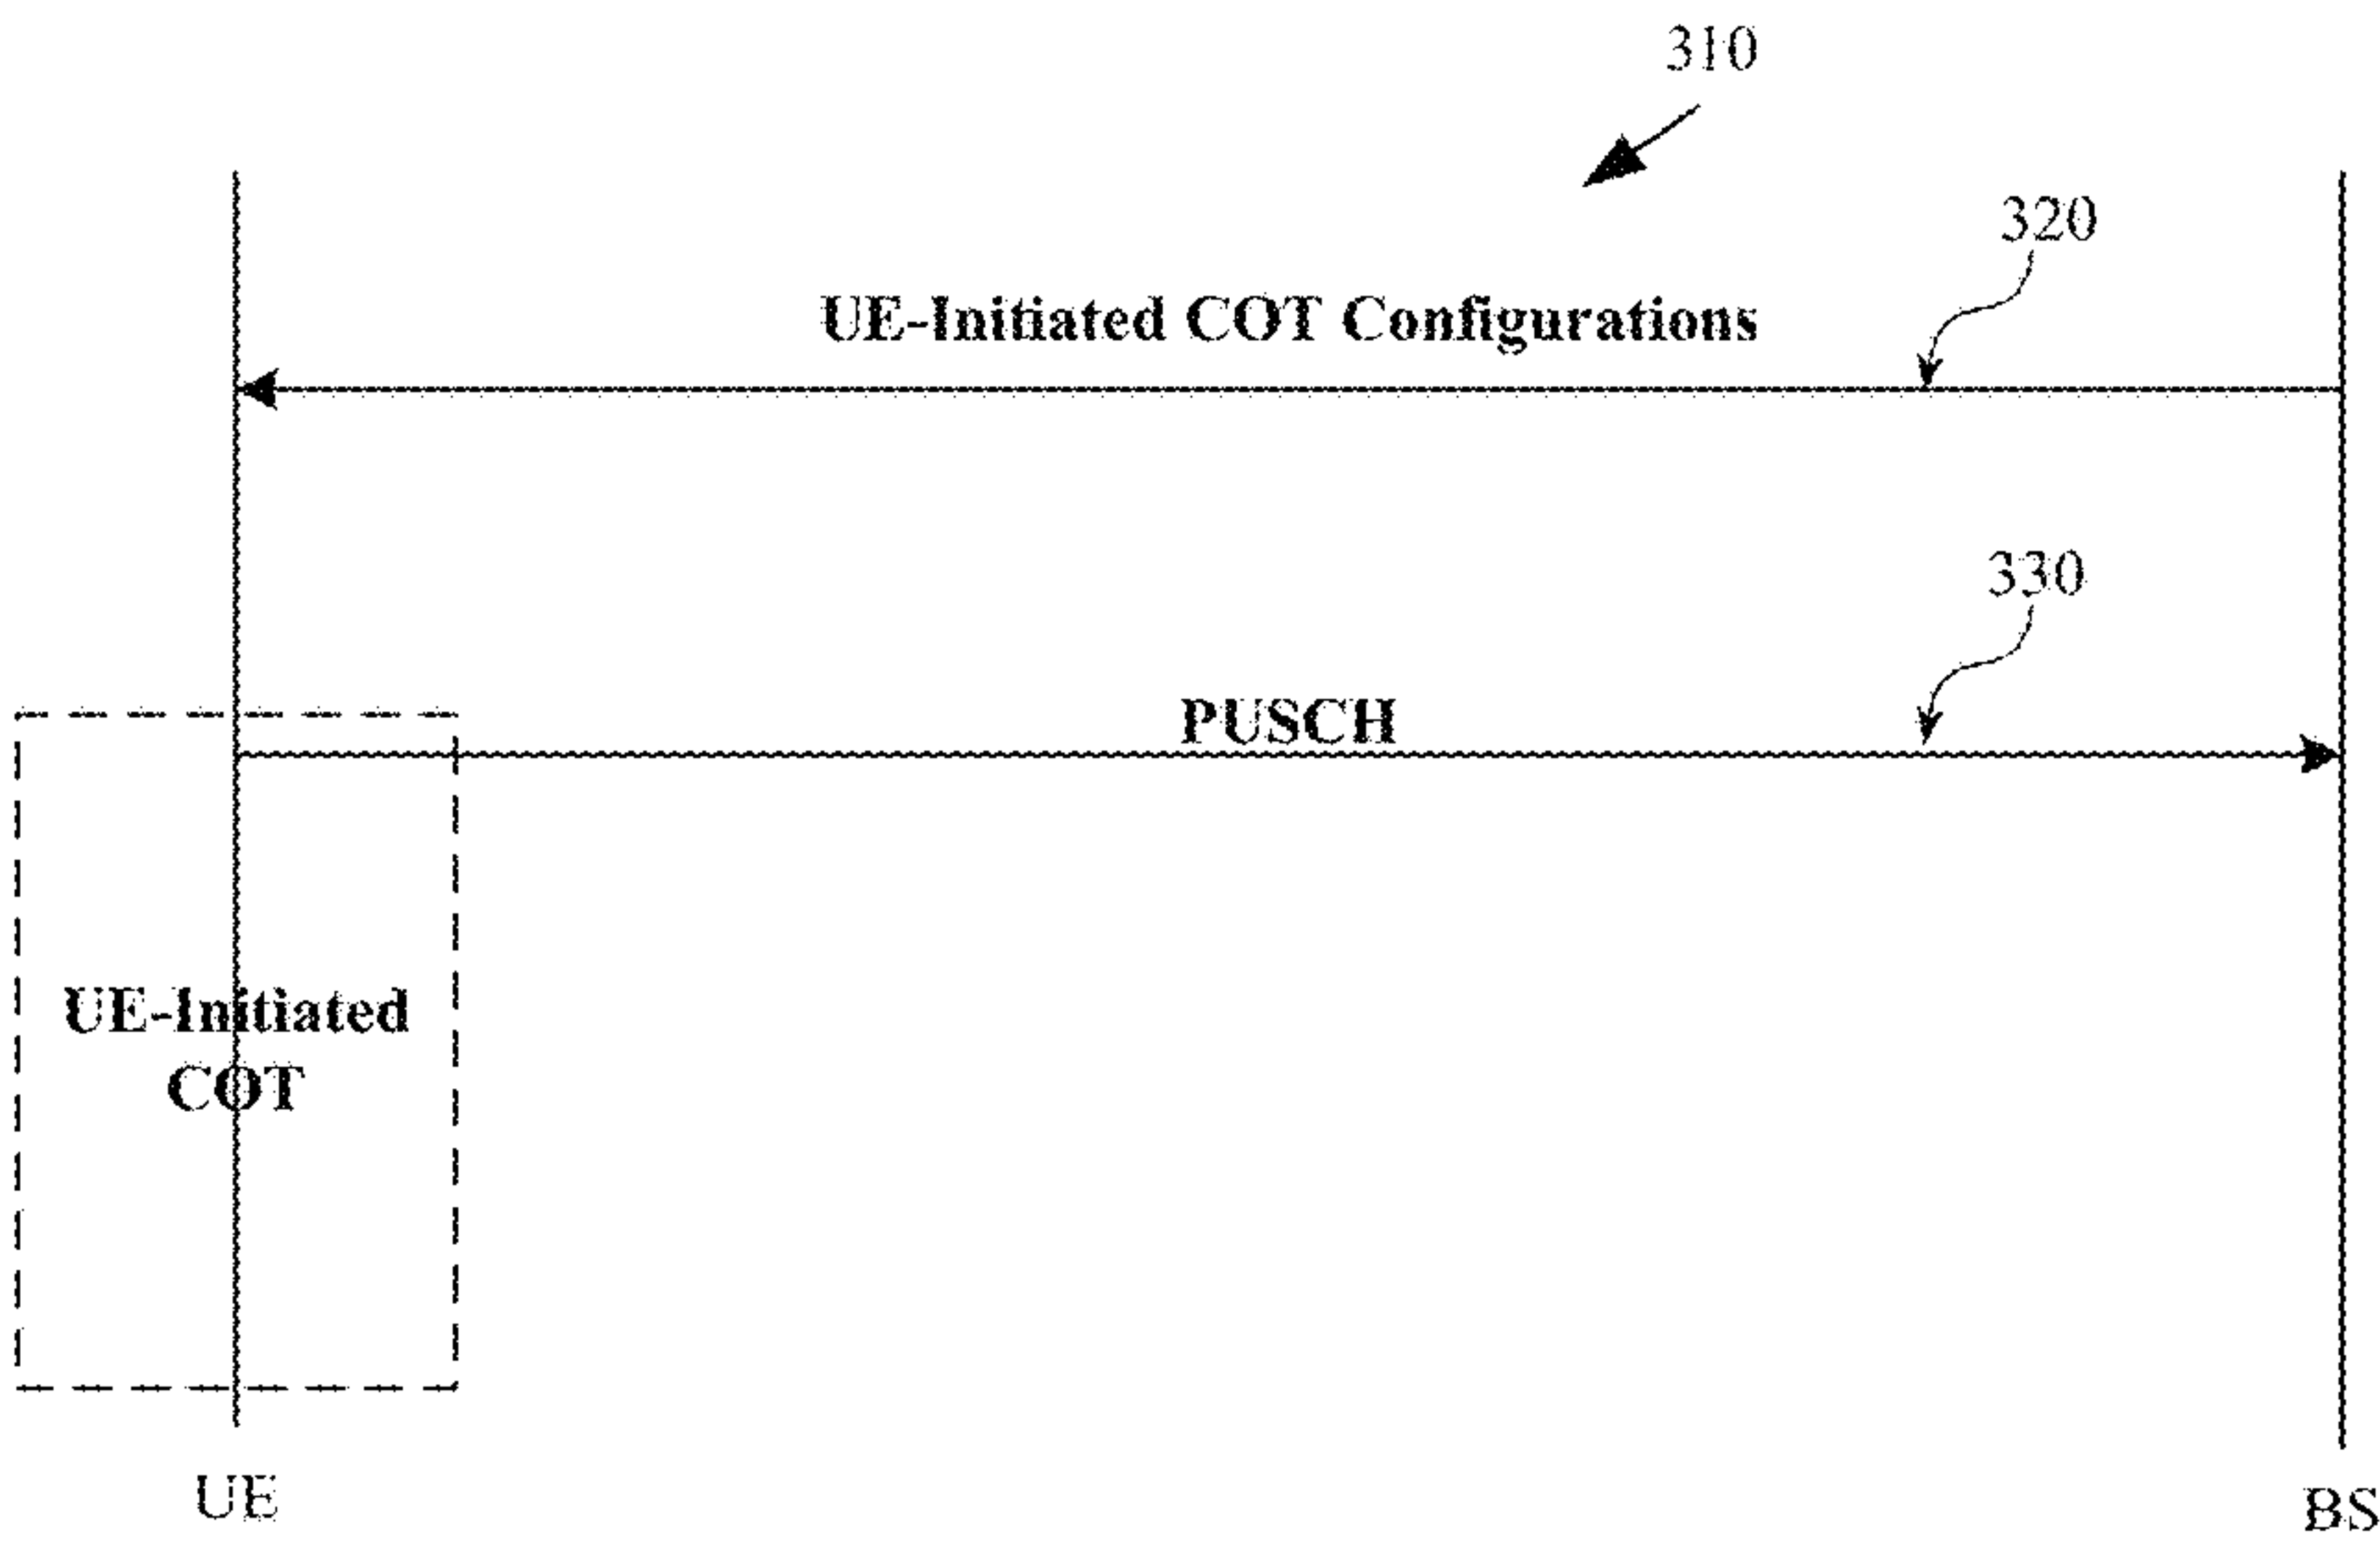 310
320
UE-Initiated COT Configurations
330
PUSCH
UE-Initiated
COT
UE
BS